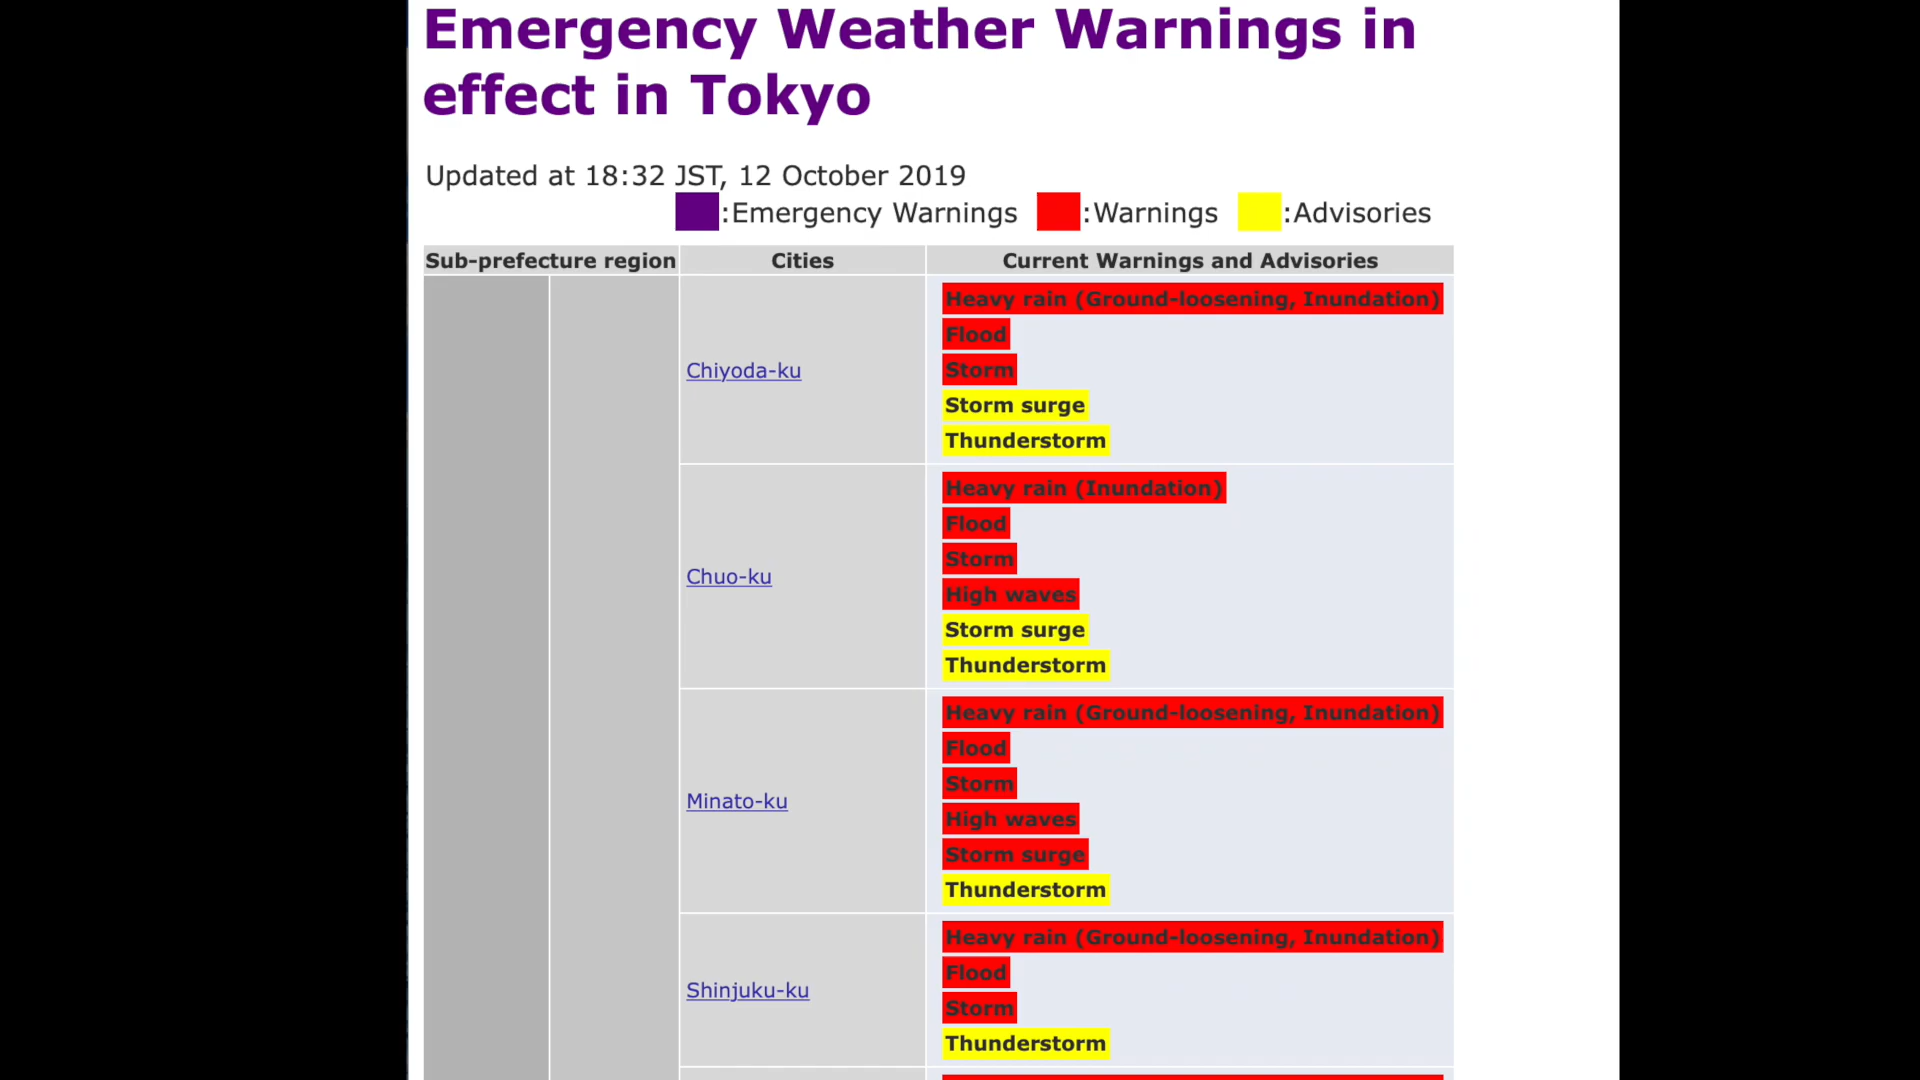 Emergency Weather Warnings in
effect in Tokyo
Updated at 18:32 JST, 12 October 2019
:Emergency Warnings :Warnings :Advisories
Sub-prefecture region Cities Current Warnings and Advisories
Chiyoda-ku
Heavy rain (Ground-loosening, Inundation)
Flood
Storm
Storm surge
Thunderstorm
Chuo-ku
Heavy rain (Inundation)
Flood
Storm
High waves
Storm surge
Thunderstorm
Minato-ku
Heavy rain (Ground-loosening, Inundation)
Flood
Storm
High waves
Storm surge
Thunderstorm
Shinjuku-ku
Heavy rain (Ground-loosening, Inundation)
Flood
Storm
Thunderstorm